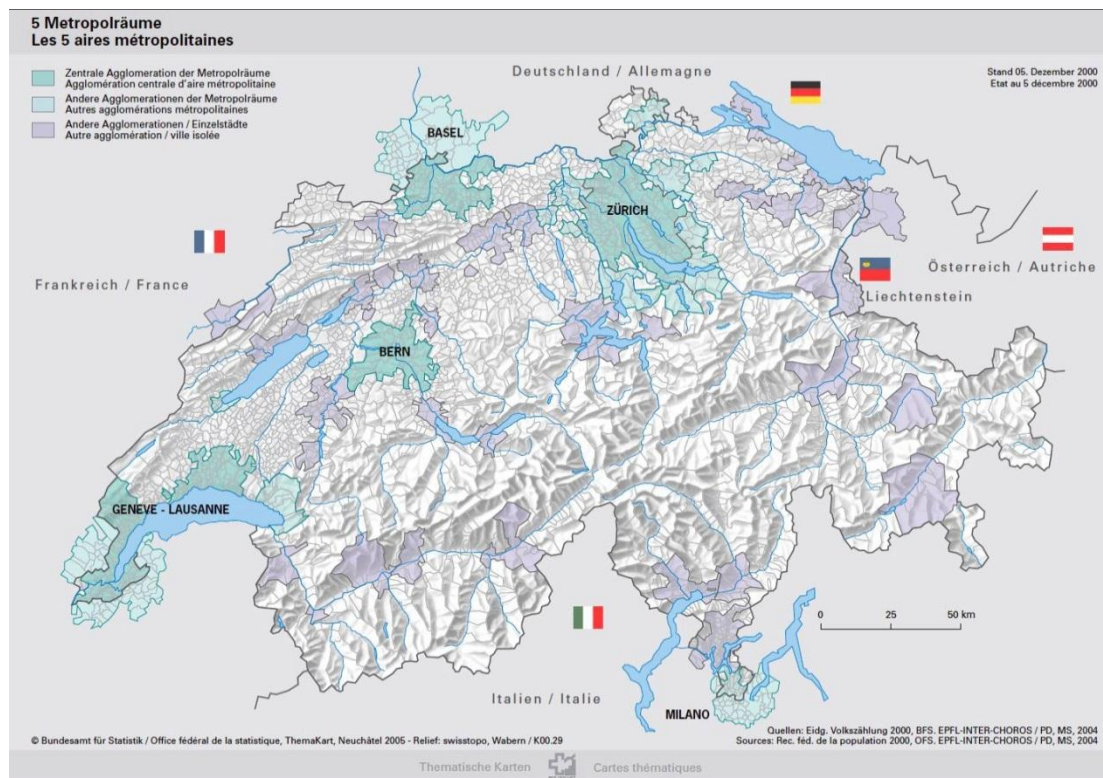 5 Metropolräume
Les 5 aires métropolitaines
Zentrale Agglomeration der Metropolräume
Agglomération centrale d'aire métropolitaine
Andere Agglomerationen der Metropolräume
Autres agglomérations métropolitaines
Andere Agglomerationen / Einzelstädte
Autre agglomération / ville isolée
Deutschland / Allemagne
Stand 05. Dezember 2000
Etat au 5 décembre 2000
BASEL
ZÜRICH
Frankreich / France
Österreich / Autriche
Liechtenstein
BERN
GENEVE - LAUSANNE
0 25 50 km
Italien / Italie
MILANO
Quellen: Eidg. Volkszählung 2000, BFS. EPFL-INTER-CHOROS / PD, MS, 2004
Sources: Rec. féd. de la population 2000, OFS. EPFL-INTER-CHOROS / PD, MS, 2004
© Bundesamt für Statistik / Office fédéral de la statistique, ThemaKart, Neuchâtel 2005 - Relief: swisstopo, Wabern / K00.29
Thematische Karten
Cartes thématiques